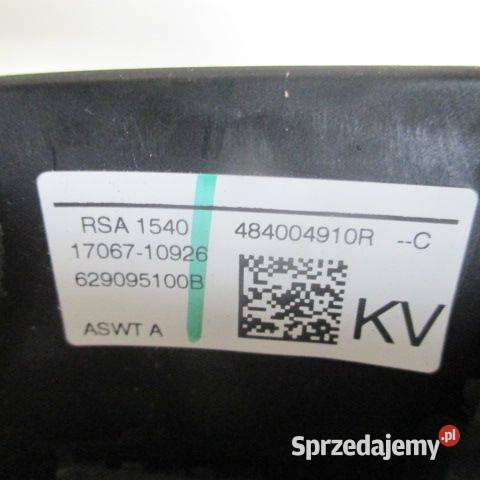 RSA 1540
17067-10926
629095100B
ASWT A
484004910R --C
KV
Sprzedajemy.pl